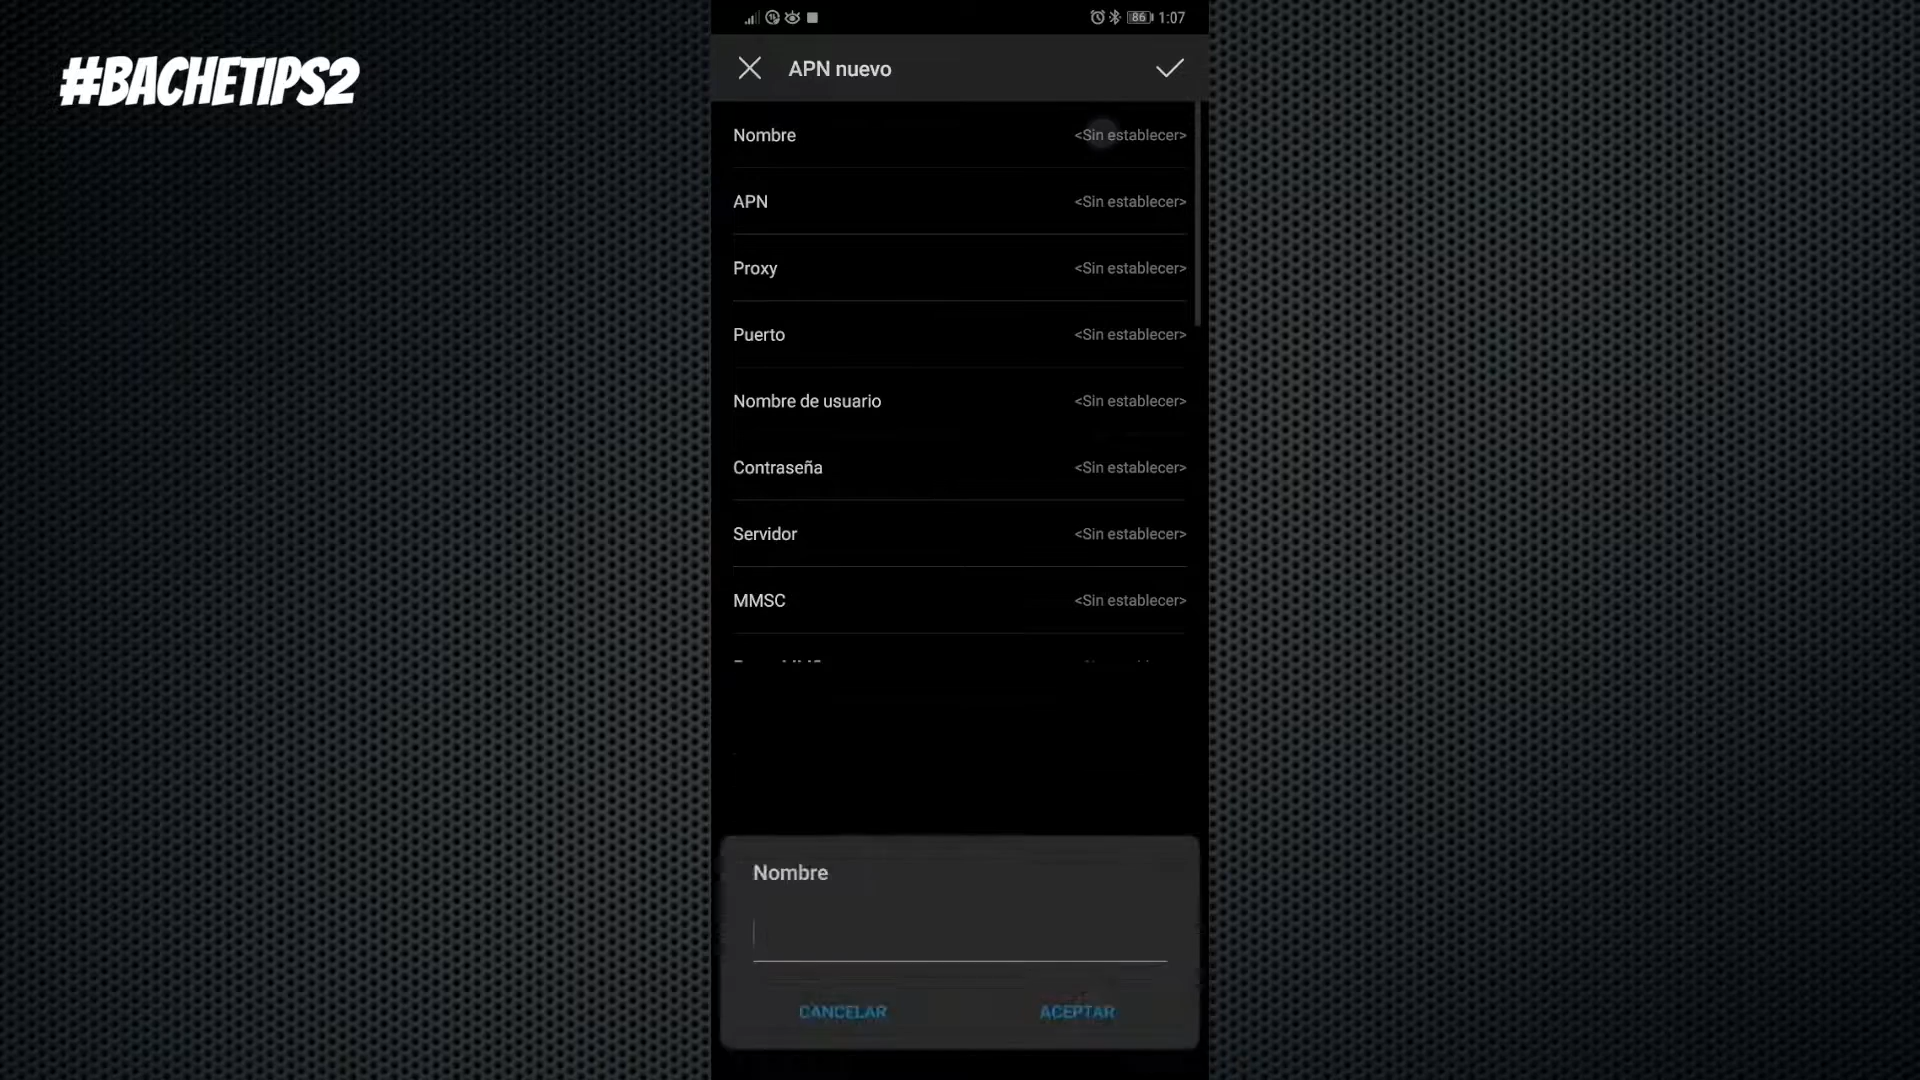 #BACHETIPS2
86 1:07
APN nuevo
Nombre <Sin establecer>
APN <Sin establecer>
Proxy <Sin establecer>
Puerto <Sin establecer>
Nombre de usuario <Sin establecer>
Contraseña <Sin establecer>
Servidor <Sin establecer>
MMSC <Sin establecer>
Nombre
CANCELAR ACEPTAR